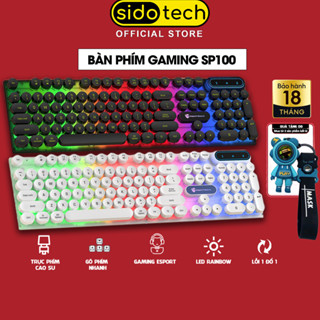 sidotech
OFFICIAL STORE
BÀN PHÍM GAMING SP100
Bảo hành
18
THÁNG
MASK
TRỤC PHÍM
CAO SU
GÕ PHÍM
NHANH
GAMING ESPORT
LED RAINBOW
LỖI 1 ĐỔI 1